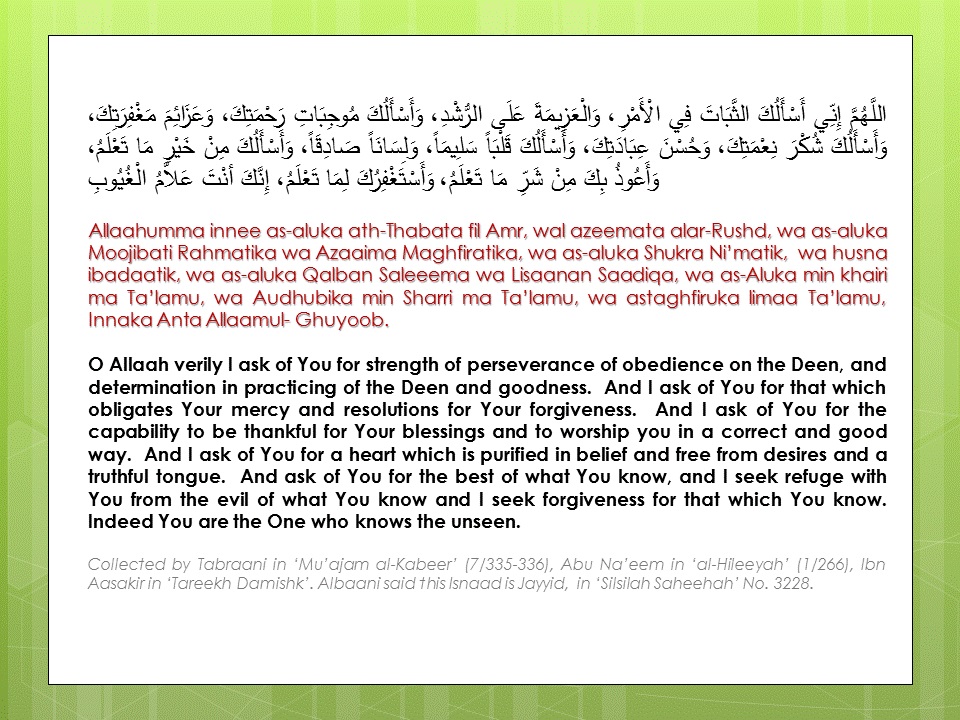 اللَّهُمَّ إِنِّي أَسْأَلُكَ الثَّبَاتَ فِي الْأَمْرِ، وَالْعَزِيمَةَ عَلَى الرُّشْدِ، وَأَسْأَلُكَ مُوجِبَاتِ رَحْمَتِكَ، وَعَزَائِمَ مَغْفِرَتِكَ،
وَأَسْأَلُكَ شُكْرَ نِعْمَتِكَ، وَحُسْنَ عِبَادَتِكَ، وَأَسْأَلُكَ قَلْبَاً سَلِيمَاً، وَلِسَانَاً صَادِقَاً، وَأَسْأَلُكَ مِنْ خَيْرِ مَا تَعْلَمُ،
وَأَعُوذُ بِكَ مِنْ شَرِّ مَا تَعْلَمُ، وَأَسْتَغْفِرُكَ لِمَا تَعْلَمُ، إِنَّكَ أنْتَ عَلاَّمُ الْغُيُوبِ
Allaahumma innee as-aluka ath-Thabata fil Amr, wal azeemata alar-Rushd, wa as-aluka
Moojibati Rahmatika wa Azaaima Maghfiratika, wa as-aluka Shukra Ni’matik, wa husna
ibadaatik, wa as-aluka Qalban Saleeema wa Lisaanan Saadiqa, wa as-Aluka min khairi
ma Ta’lamu, wa Audhubika min Sharri ma Ta’lamu, wa astaghfiruka limaa Ta’lamu,
Innaka Anta Allaamul- Ghuyoob.
O Allaah verily I ask of You for strength of perseverance of obedience on the Deen, and
determination in practicing of the Deen and goodness. And I ask of You for that which
obligates Your mercy and resolutions for Your forgiveness. And I ask of You for the
capability to be thankful for Your blessings and to worship you in a correct and good
way. And I ask of You for a heart which is purified in belief and free from desires and a
truthful tongue. And ask of You for the best of what You know, and I seek refuge with
You from the evil of what You know and I seek forgiveness for that which You know.
Indeed You are the One who knows the unseen.
Collected by Tabraani in ‘Mu’ajam al-Kabeer’ (7/335-336), Abu Na’eem in ‘al-Hileeyah’ (1/266), Ibn
Aasakir in ‘Tareekh Damishk’. Albaani said this Isnaad is Jayyid, in ‘Silsilah Saheehah’ No. 3228.